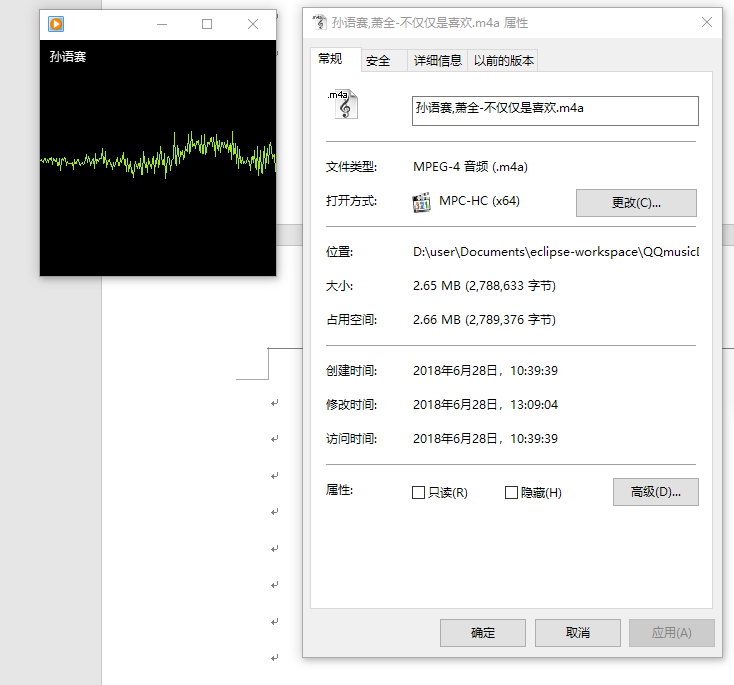 孙语赛
孙语赛,萧全-不仅仅是喜欢.m4a 属性
常规 安全 详细信息 以前的版本
.m4a
孙语赛,萧全-不仅仅是喜欢.m4a
文件类型: MPEG-4 音频 (.m4a)
打开方式: MPC-HC (x64) 更改(C)...
位置: D:\user\Documents\eclipse-workspace\QQmusic
大小: 2.65 MB (2,788,633 字节)
占用空间: 2.66 MB (2,789,376 字节)
创建时间: 2018年6月28日，10:39:39
修改时间: 2018年6月28日，13:09:04
访问时间: 2018年6月28日，10:39:39
属性: 只读(R) 隐藏(H) 高级(D)...
确定 取消 应用(A)